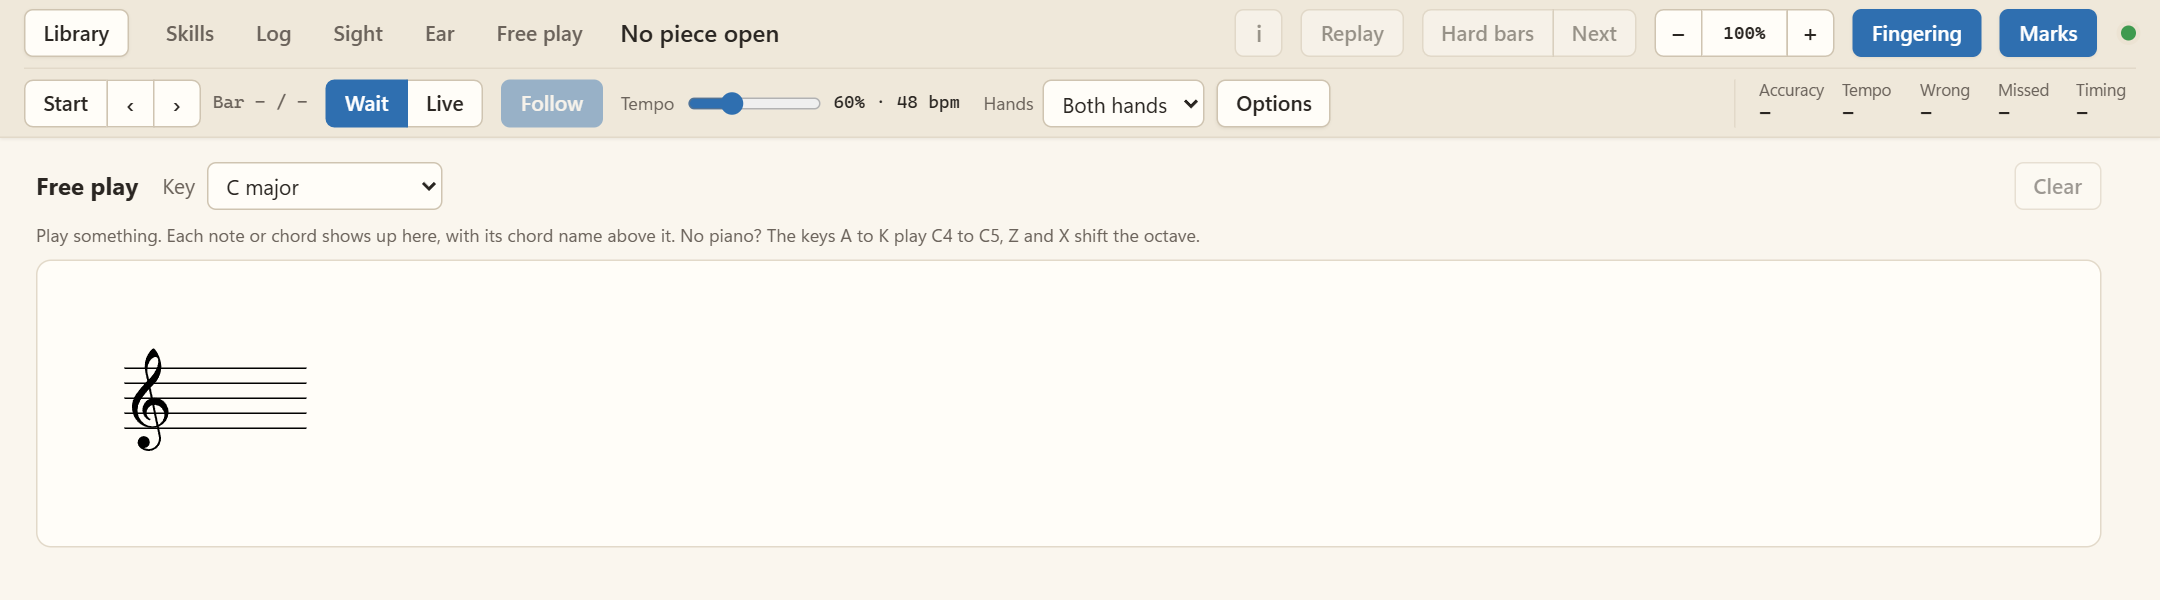 Library Skills Log Sight Ear Free play No piece open i Replay Hard bars Next − 100% + Fingering Marks
Start ‹ › Bar – / – Wait Live Follow Tempo 60% · 48 bpm Hands Both hands Options Accuracy Tempo Wrong Missed Timing
– – – – –
Free play Key C major Clear
Play something. Each note or chord shows up here, with its chord name above it. No piano? The keys A to K play C4 to C5, Z and X shift the octave.